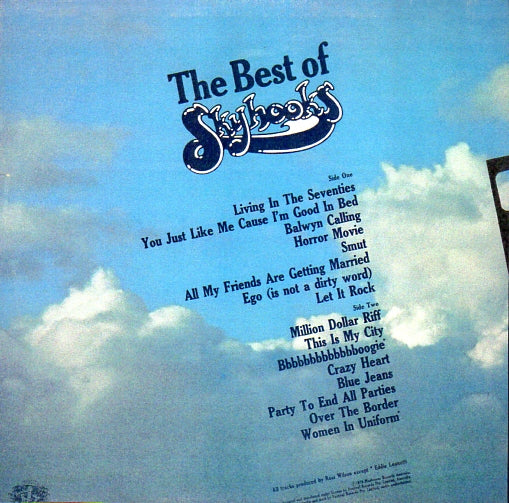 The Best of
Skyhooks
Side One
Living In The Seventies
You Just Like Me Cause I'm Good In Bed
Balwyn Calling
Horror Movie
Smut
All My Friends Are Getting Married
Ego (is not a dirty word)
Let It Rock
Side Two
Million Dollar Riff
This Is My City
Bbbbbbbbbbbbboogie*
Crazy Heart
Blue Jeans
Party To End All Parties
Over The Border
Women In Uniform*
All tracks produced by Ross Wilson except * Eddie Leonetti